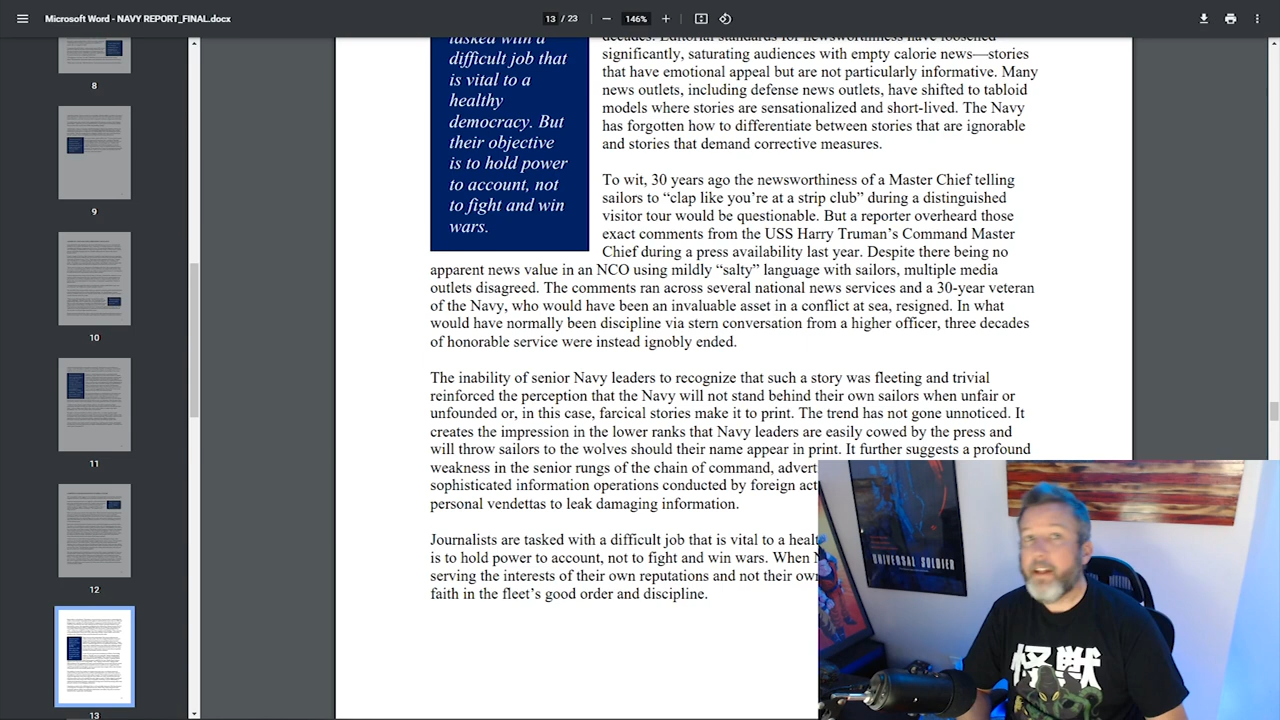 Microsoft Word - NAVY REPORT_FINAL.docx
13 / 23
146%
8
9
10
11
12
13
tasked with a
difficult job that
is vital to a
healthy
democracy. But
their objective
is to hold power
to account, not
to fight and win
wars.
decades. Editorial standards of newsworthiness have loosened
significantly, saturating audiences with empty calorie news—stories
that have emotional appeal but are not particularly informative. Many
news outlets, including defense news outlets, have shifted to tabloid
models where stories are sensationalized and short-lived. The Navy
has forgotten how to differentiate between stories that are ignorable
and stories that demand corrective measures.
To wit, 30 years ago the newsworthiness of a Master Chief telling
sailors to “clap like you’re at a strip club” during a distinguished
visitor tour would be questionable. But a reporter overheard those
exact comments from the USS Harry Truman’s Command Master
Chief during a press availability last year. Despite there being no
apparent news value in an NCO using mildly “salty” language with sailors, multiple media
outlets disagreed. The comments ran across several national news services and a 30-year veteran
of the Navy, who would have been an invaluable asset in a conflict at sea, resigned. In what
would have normally been discipline via stern conversation from a higher officer, three decades
of honorable service were instead ignobly ended.
The inability of senior Navy leaders to recognize that such a story was fleeting and trivial
reinforced the perception that the Navy will not stand behind their own sailors when unfair or
unfounded or, in this case, farcical stories make it to print. The trend has not gone unnoticed. It
creates the impression in the lower ranks that Navy leaders are easily cowed by the press and
will throw sailors to the wolves should their name appear in print. It further suggests a profound
weakness in the senior rungs of the chain of command, advert
sophisticated information operations conducted by foreign act
personal vendettas to leak damaging information.
Journalists are tasked with a difficult job that is vital to a healt
is to hold power to account, not to fight and win wars. When N
serving the interests of their own reputations and not their own
faith in the fleet’s good order and discipline.
UNIVERSAL SOLDIER
怪獣